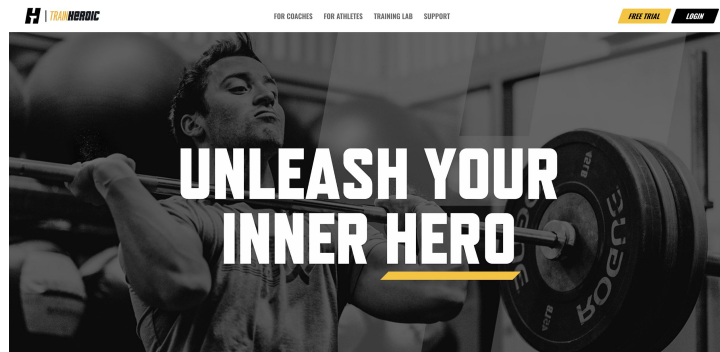 H | TRAINHEROIC
FOR COACHES FOR ATHLETES TRAINING LAB SUPPORT
FREE TRIAL LOGIN
UNLEASH YOUR
INNER HERO
ROGUE